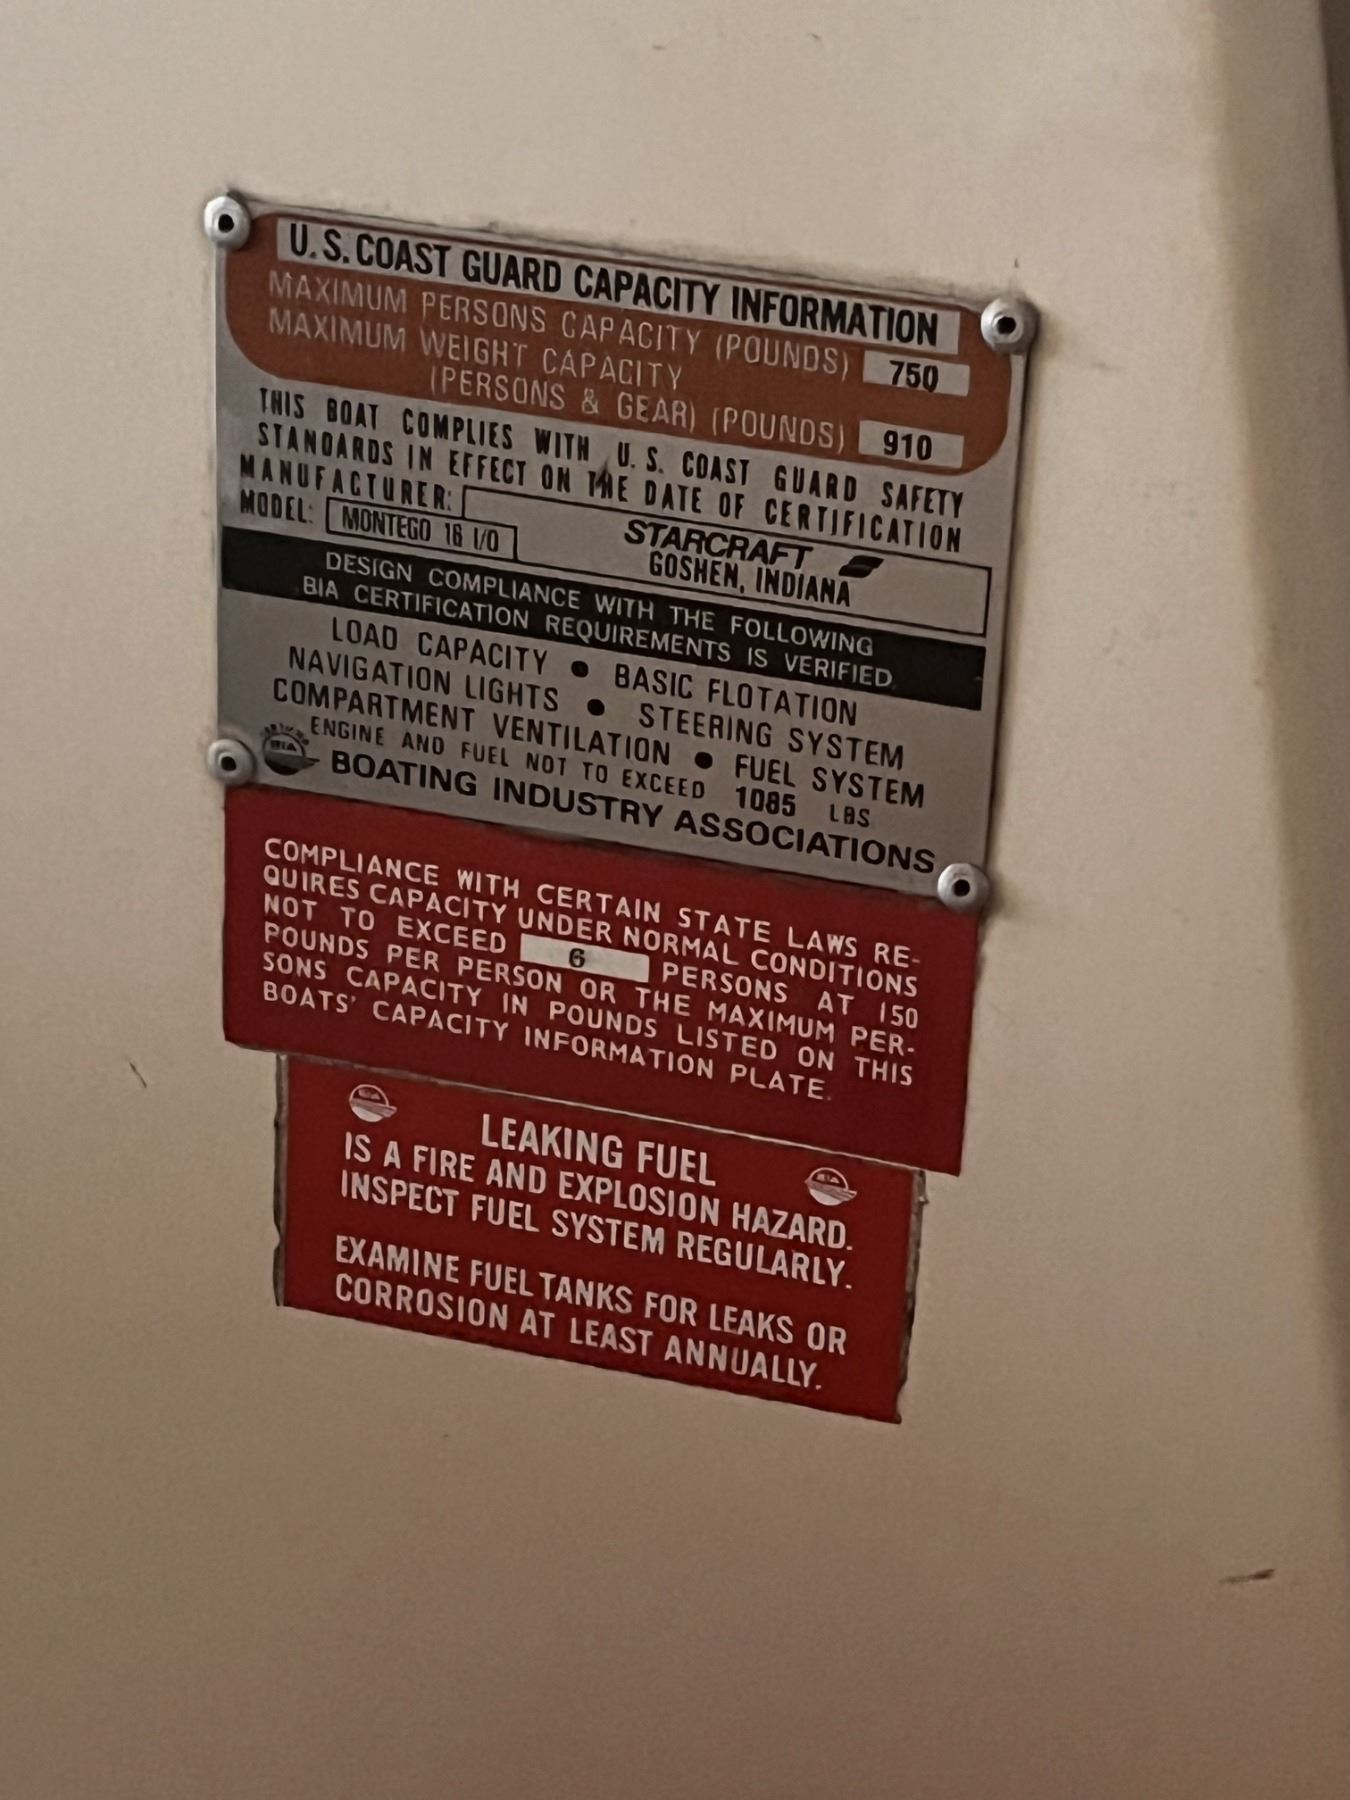 U.S. COAST GUARD CAPACITY INFORMATION
MAXIMUM PERSONS CAPACITY (POUNDS) 750
MAXIMUM WEIGHT CAPACITY
(PERSONS & GEAR) (POUNDS) 910
THIS BOAT COMPLIES WITH U.S. COAST GUARD SAFETY
STANDARDS IN EFFECT ON THE DATE OF CERTIFICATION
MANUFACTURER: STARCRAFT
GOSHEN, INDIANA
MODEL: MONTEGO 16 I/O
DESIGN COMPLIANCE WITH THE FOLLOWING
BIA CERTIFICATION REQUIREMENTS IS VERIFIED.
LOAD CAPACITY ● BASIC FLOTATION
NAVIGATION LIGHTS ● STEERING SYSTEM
COMPARTMENT VENTILATION ● FUEL SYSTEM
ENGINE AND FUEL NOT TO EXCEED 1085 LBS
BIA
BOATING INDUSTRY ASSOCIATIONS
COMPLIANCE WITH CERTAIN STATE LAWS RE-
QUIRES CAPACITY UNDER NORMAL CONDITIONS
NOT TO EXCEED 6 PERSONS AT 150
POUNDS PER PERSON OR THE MAXIMUM PER-
SONS CAPACITY IN POUNDS LISTED ON THIS
BOATS' CAPACITY INFORMATION PLATE.
BIA
LEAKING FUEL
BIA
IS A FIRE AND EXPLOSION HAZARD.
INSPECT FUEL SYSTEM REGULARLY.
EXAMINE FUEL TANKS FOR LEAKS OR
CORROSION AT LEAST ANNUALLY.